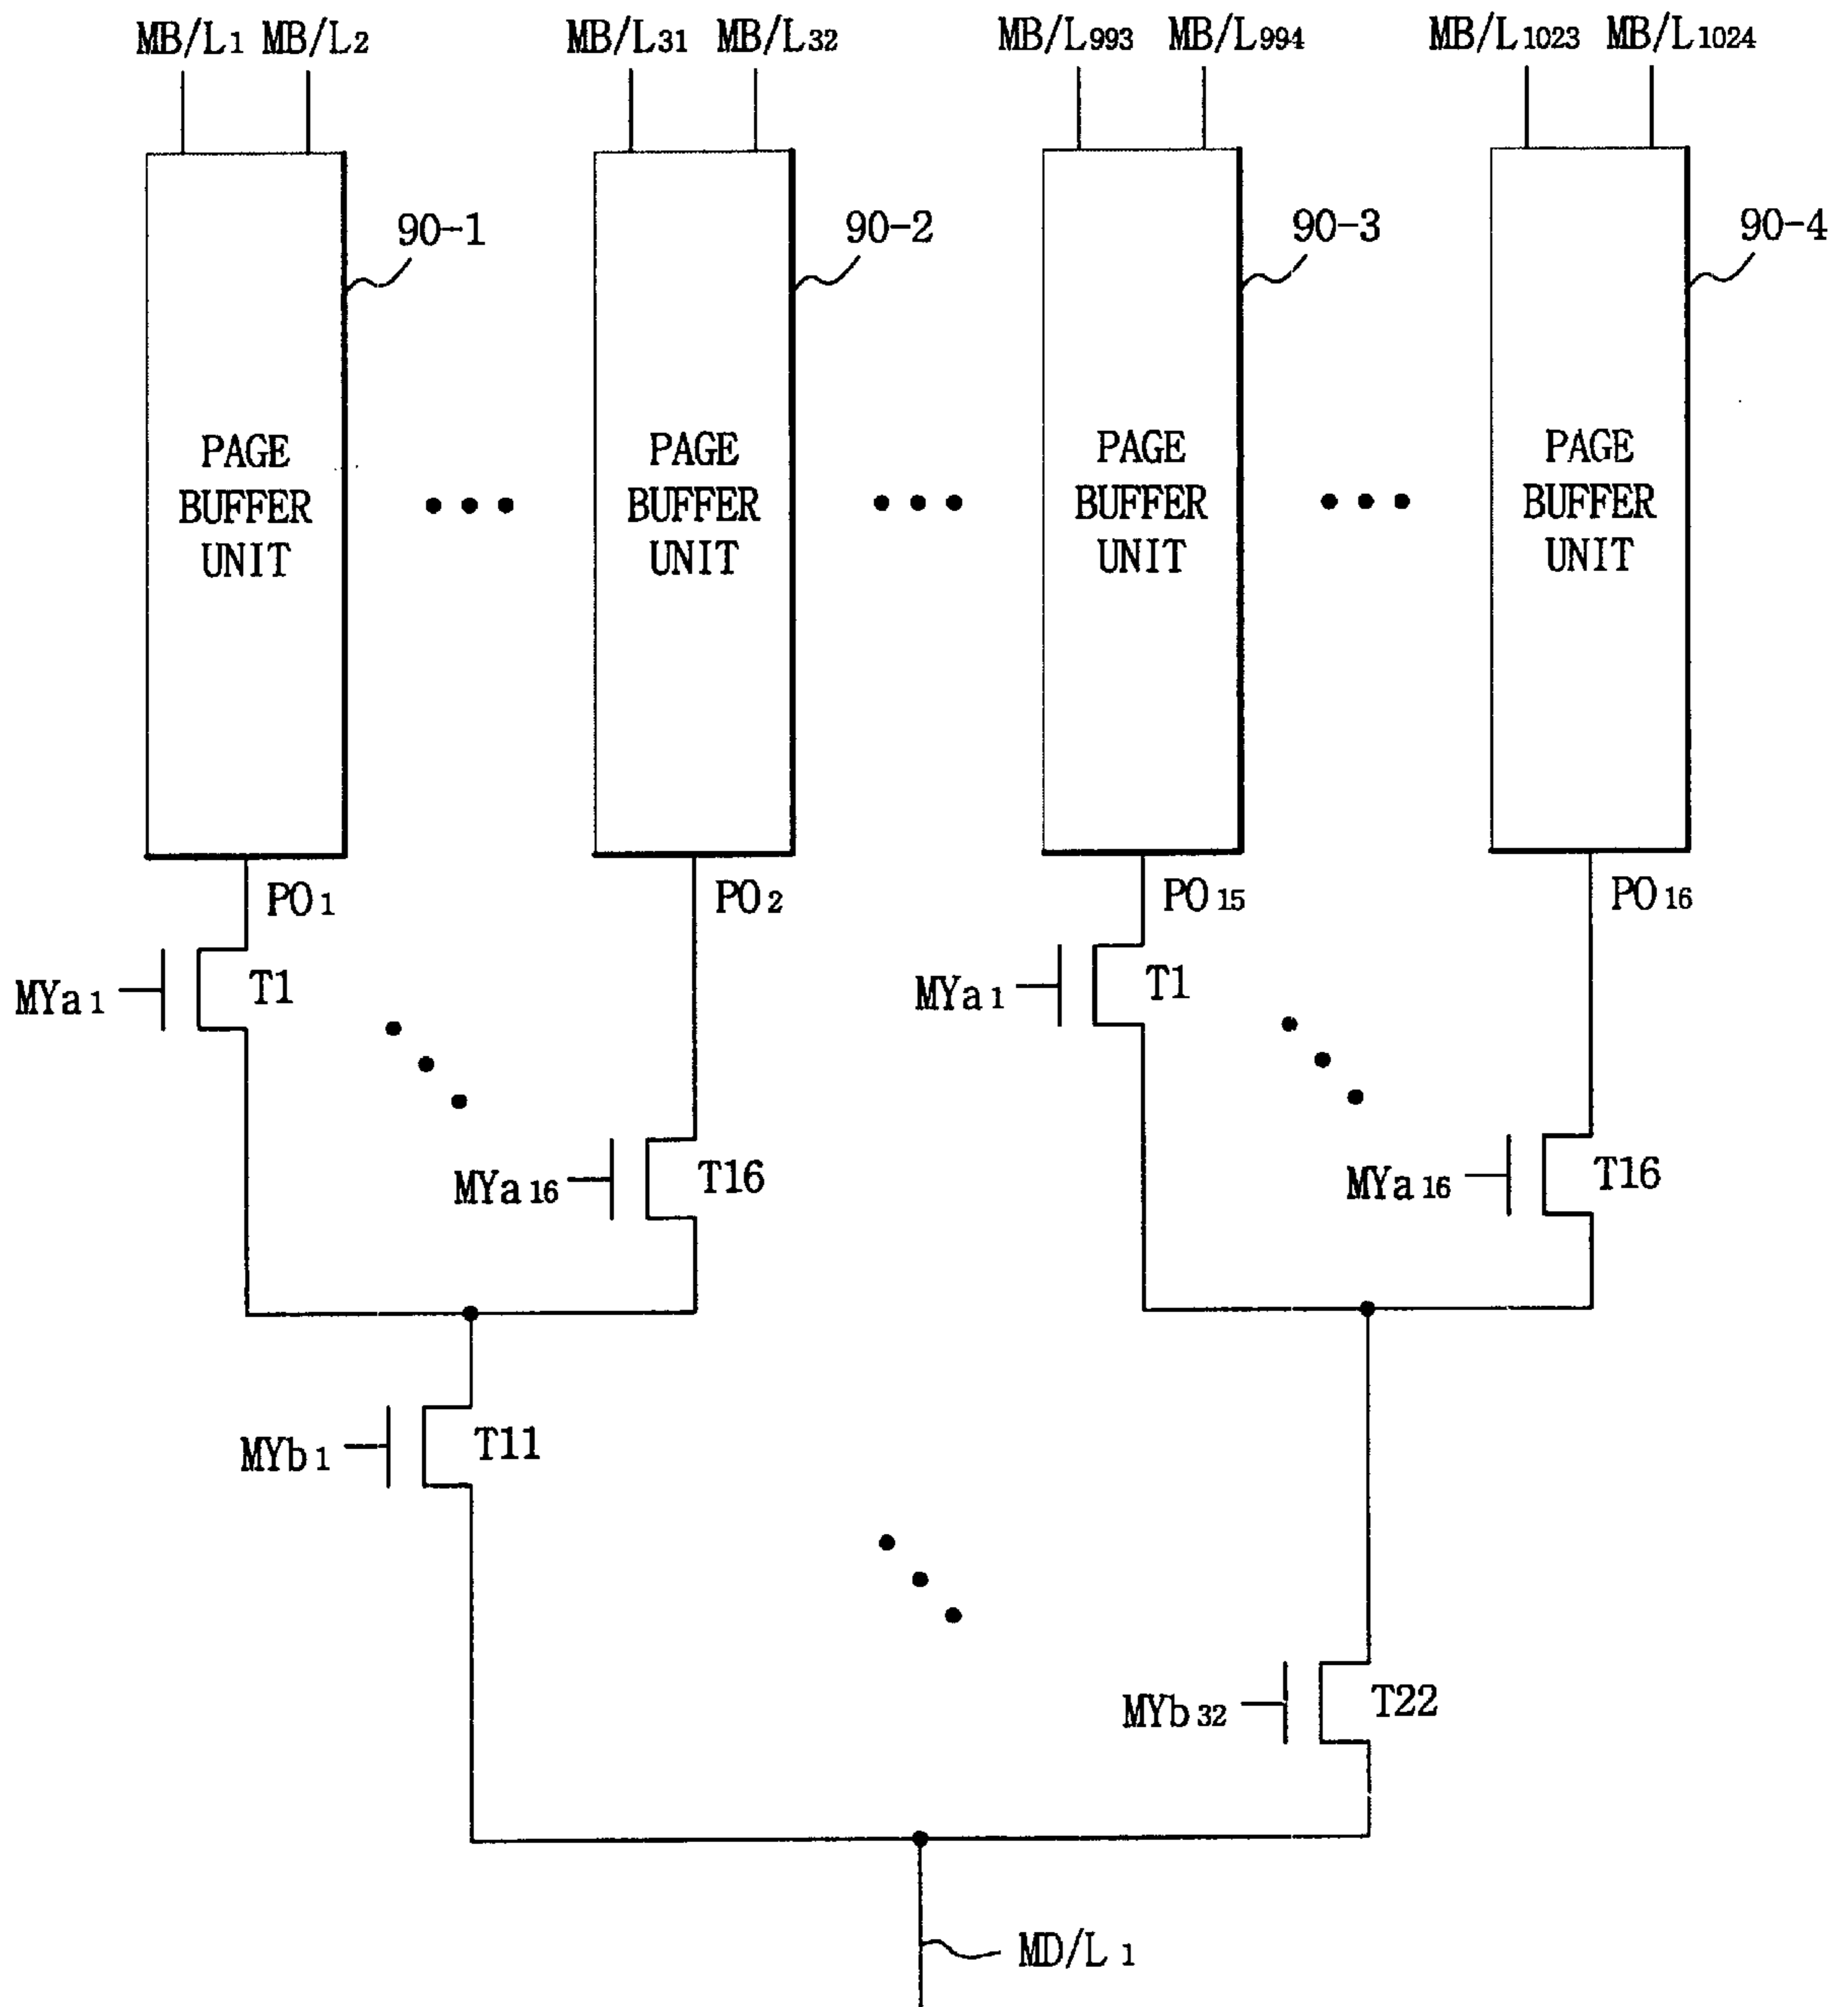 MB/L1 MB/L2 MB/L31 MB/L32 MB/L993 MB/L994 MB/L1023 MB/L1024
90-1 90-2 90-3 90-4
PAGE
BUFFER
UNIT
PAGE
BUFFER
UNIT
PAGE
BUFFER
UNIT
PAGE
BUFFER
UNIT
PO1 PO2 PO15 PO16
MYa1 T1 MYa1 T1
MYa16 T16 MYa16 T16
MYb1 T11
MYb32 T22
MD/L1